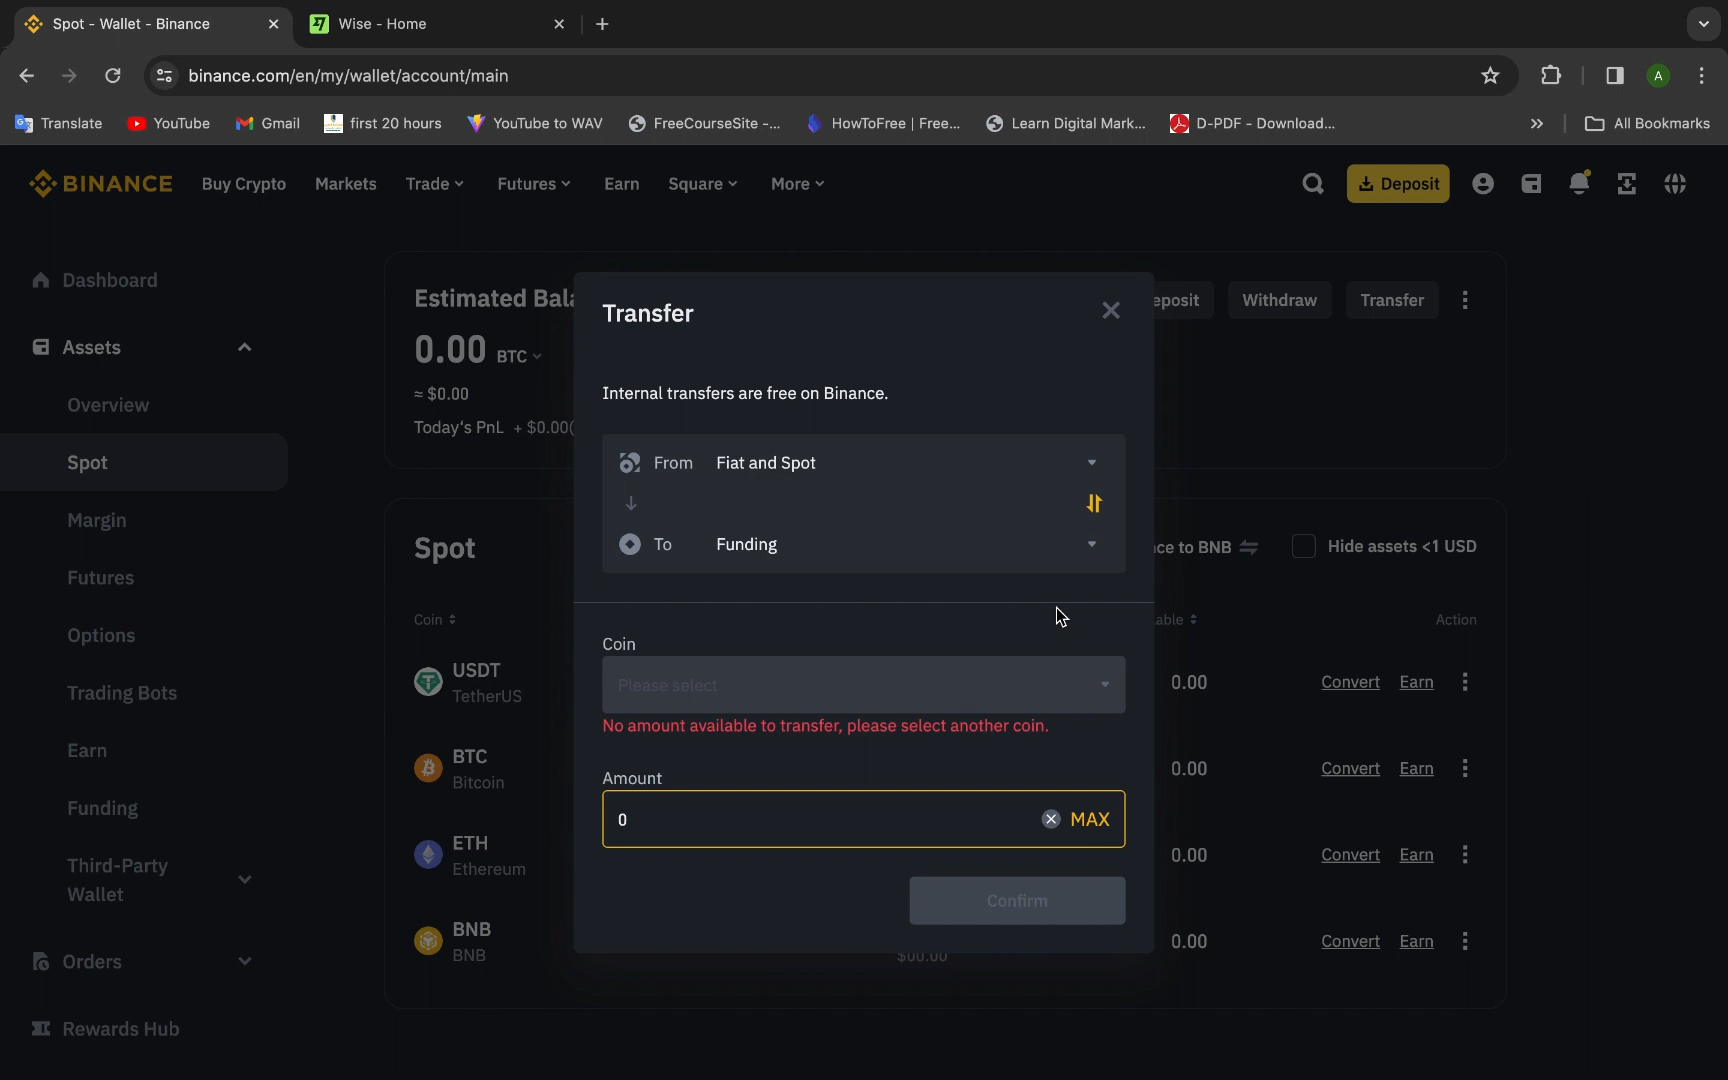 Spot - Wallet - Binance
Wise - Home
binance.com/en/my/wallet/account/main
A
Translate
YouTube
Gmail
first 20 hours
YouTube to WAV
FreeCourseSite -...
HowToFree | Free...
Learn Digital Mark...
D-PDF - Download...
All Bookmarks
BINANCE
Buy Crypto
Markets
Trade
Futures
Earn
Square
More
Deposit
Dashboard
Assets
Overview
Spot
Margin
Futures
Options
Trading Bots
Earn
Funding
Third-Party
Wallet
Orders
Rewards Hub
Estimated Bala
0.00 BTC
≈ $0.00
Today's PnL + $0.00(
eposit
Withdraw
Transfer
Transfer
Internal transfers are free on Binance.
From Fiat and Spot
To Funding
Coin
Please select
No amount available to transfer, please select another coin.
Amount
0 MAX
Confirm
Spot
ce to BNB
Hide assets <1 USD
Coin
able
Action
USDT
TetherUS
0.00
Convert Earn
BTC
Bitcoin
0.00
Convert Earn
ETH
Ethereum
0.00
Convert Earn
BNB
BNB
0.00
Convert Earn